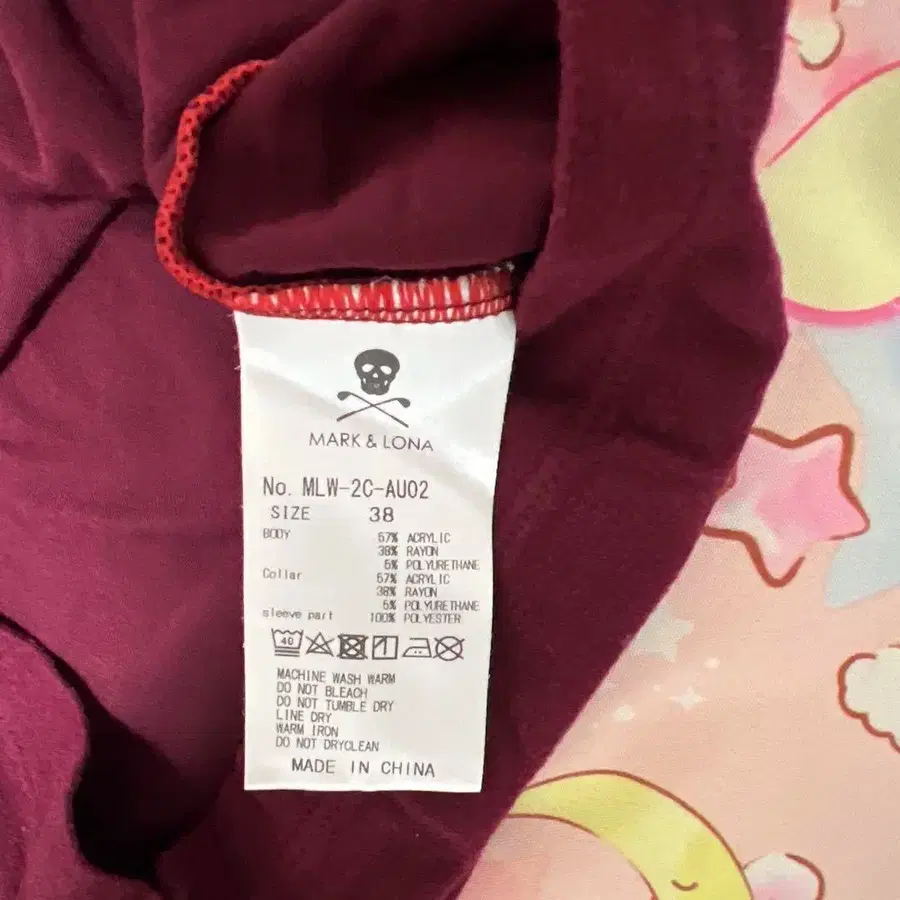 MARK & LONA
No. MLW-2C-AU02
SIZE 38
BODY 57% ACRYLIC
38% RAYON
5% POLYURETHANE
Collar 57% ACRYLIC
38% RAYON
5% POLYURETHANE
sleeve part 100% POLYESTER
40
MACHINE WASH WARM
DO NOT BLEACH
DO NOT TUMBLE DRY
LINE DRY
WARM IRON
DO NOT DRYCLEAN
MADE IN CHINA